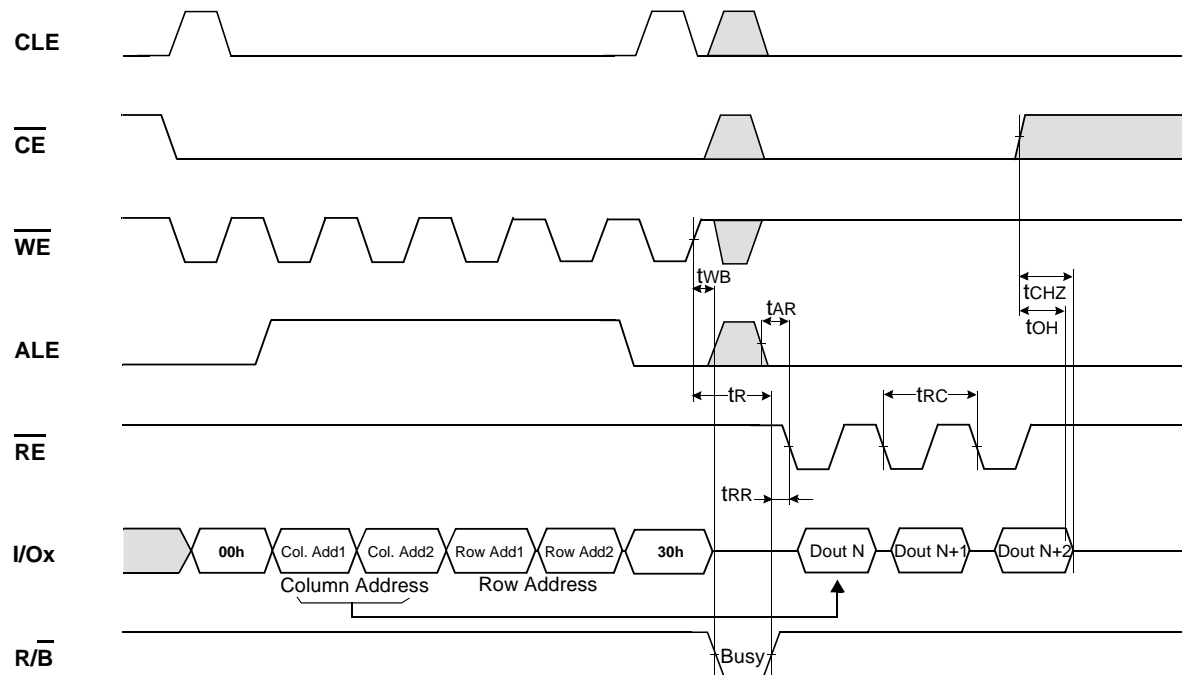 CLE
CE
WE
tWB
tCHZ
tAR
tOH
ALE
tR
tRC
RE
tRR
I/Ox
00h
Col. Add1
Col. Add2
Row Add1
Row Add2
30h
Dout N
Dout N+1
Dout N+2
Column Address
Row Address
R/B
Busy